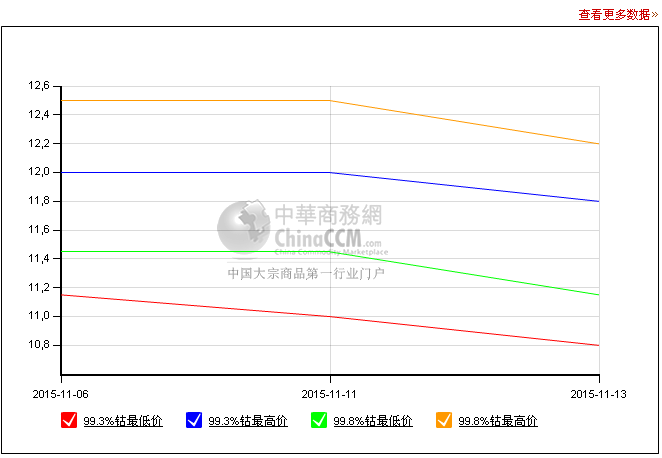 查看更多数据»
12,6
12,4
12,2
12,0
11,8
11,6
11,4
11,2
11,0
10,8
中華商務網
ChinaCCM.com
China Commodity Marketplace
中国大宗商品第一行业门户
2015-11-06 2015-11-11 2015-11-13
99.3%钴最低价 99.3%钴最高价 99.8%钴最低价 99.8%钴最高价